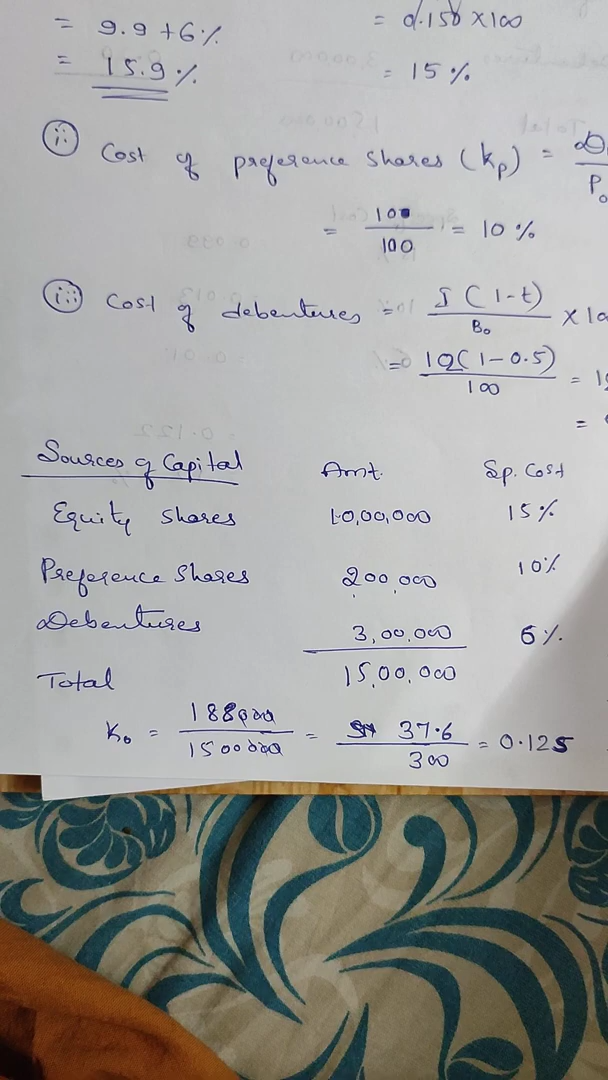 = 9.9 + 6% = 0.150 × 100
= 15.9% = 15%
(ii) Cost of preference shares (kp) = D / P₀
= 100 / 100 = 10%
(iii) Cost of debentures = I (1 - t) / B₀ × 10
= 12(1 - 0.5) / 100
=
Sources of Capital Amt. Sp. Cost
Equity Shares 10,00,000 15%
Preference Shares 200,000 10%
Debentures 3,00,000 6%
Total 15,00,000
K₀ = 188000 / 1500000 = 37.6 / 300 = 0.125